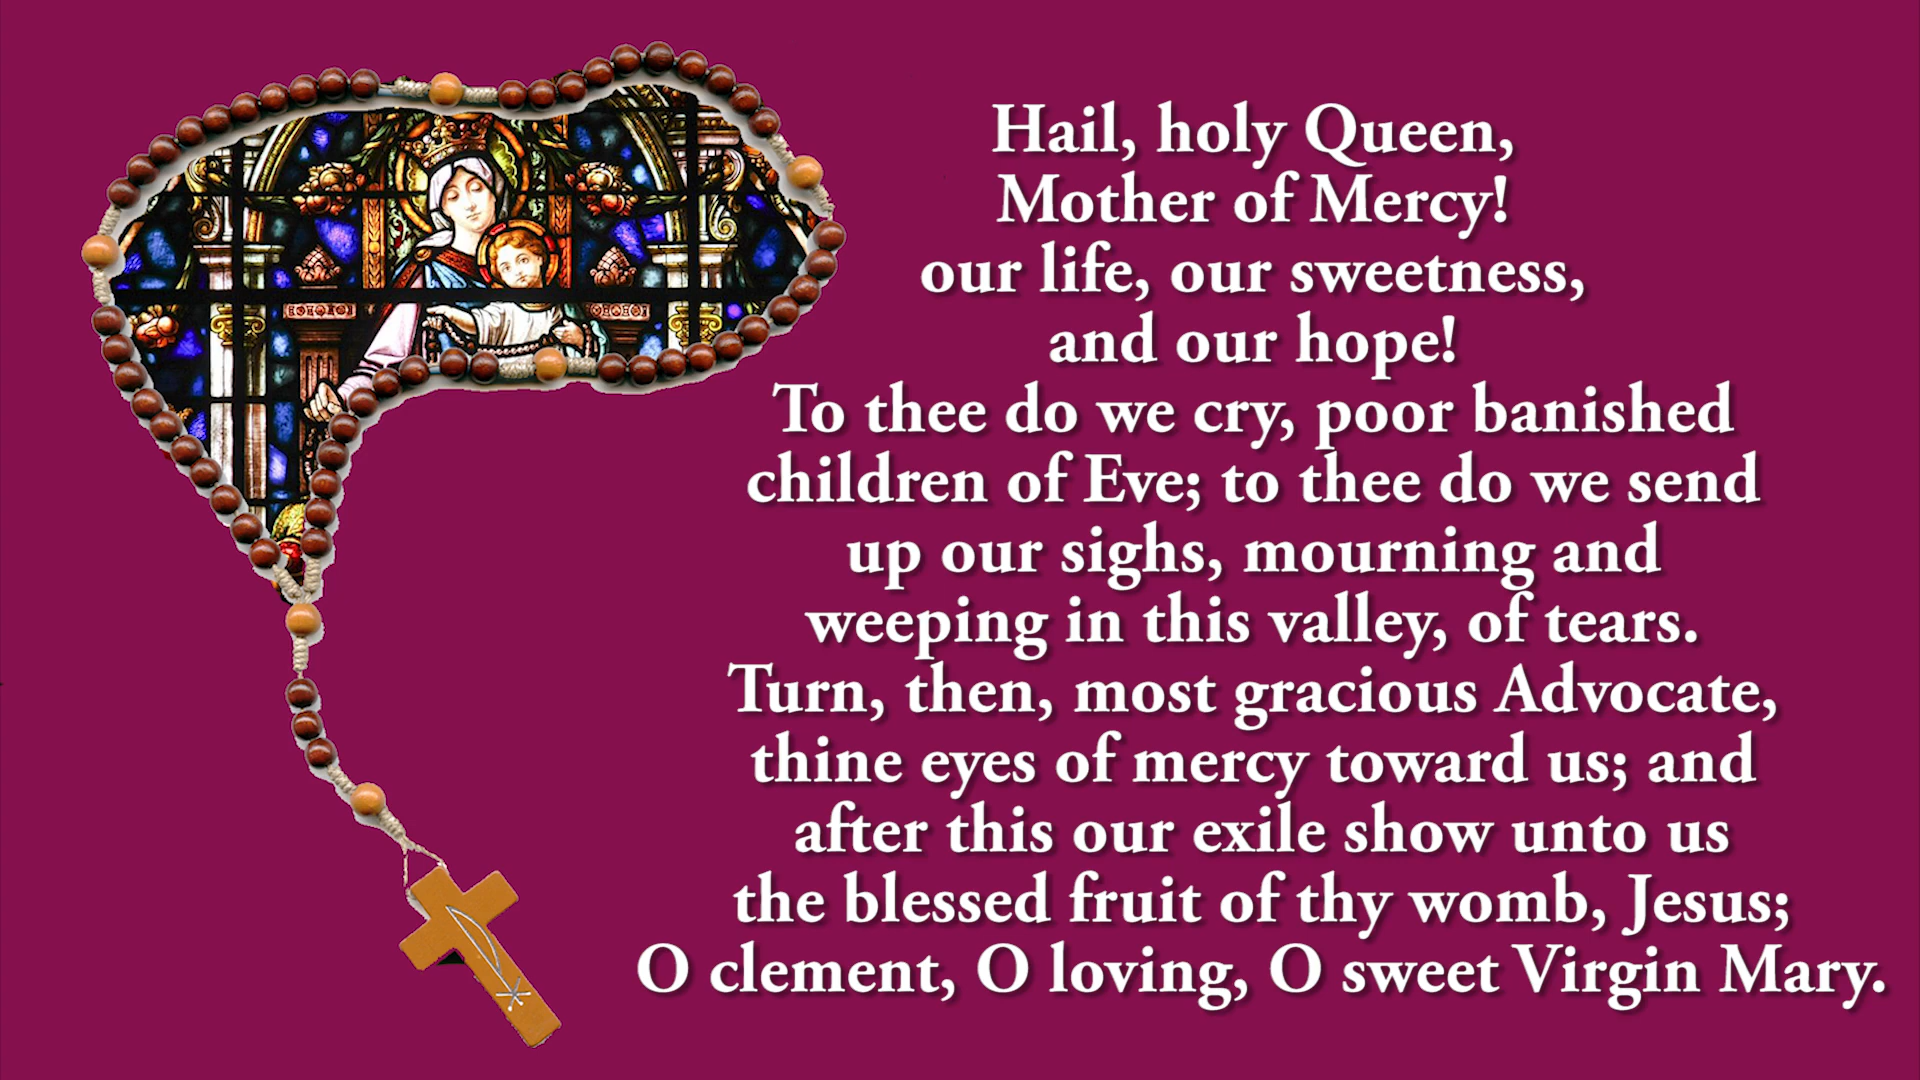 Hail, holy Queen,
Mother of Mercy!
our life, our sweetness,
and our hope!
To thee do we cry, poor banished
children of Eve; to thee do we send
up our sighs, mourning and
weeping in this valley, of tears.
Turn, then, most gracious Advocate,
thine eyes of mercy toward us; and
after this our exile show unto us
the blessed fruit of thy womb, Jesus;
O clement, O loving, O sweet Virgin Mary.